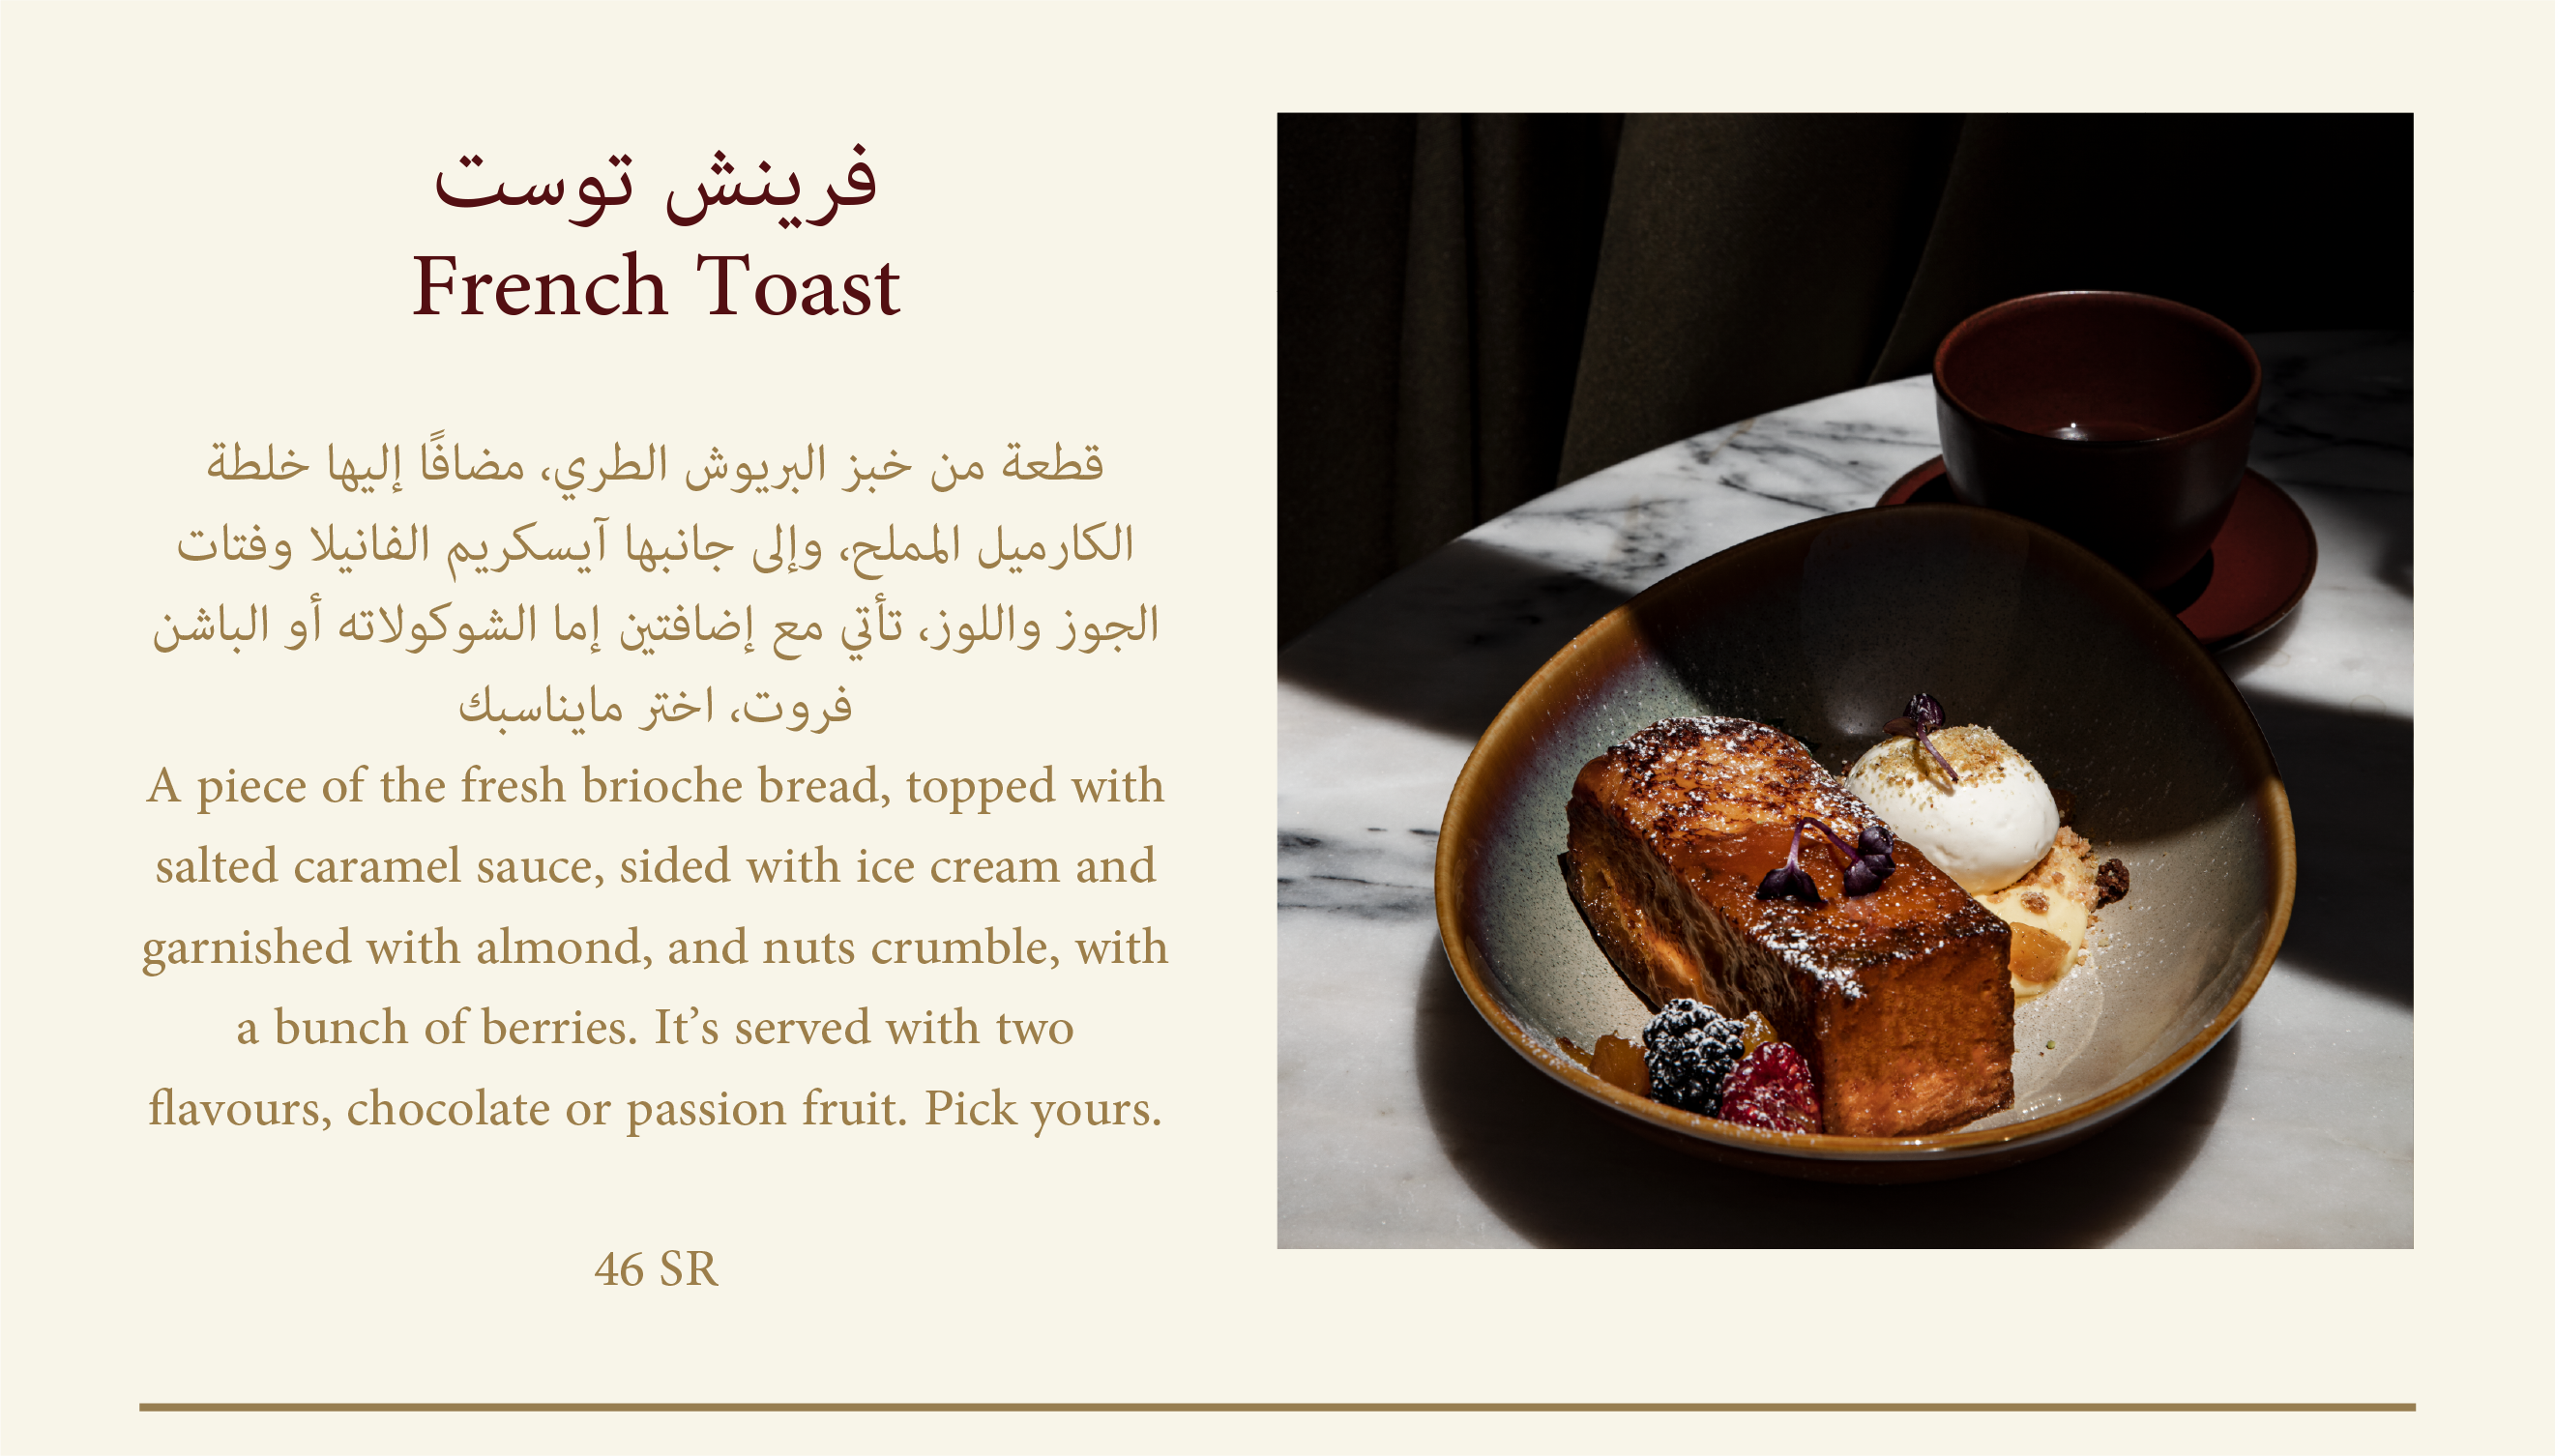 فرينش توست
French Toast
قطعة من خبز البريوش الطري، مضافًا إليها خلطة
الكارميل المملح، وإلى جانبها آيسكريم الفانيلا وفتات
الجوز واللوز، تأتي مع إضافتين إما الشوكولاته أو الباشن
فروت، اختر مايناسبك
A piece of the fresh brioche bread, topped with
salted caramel sauce, sided with ice cream and
garnished with almond, and nuts crumble, with
a bunch of berries. It’s served with two
flavours, chocolate or passion fruit. Pick yours.
46 SR